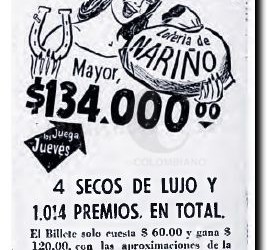 Lotería de
NARIÑO
Mayor,
$134.000 00
Juega
Jueves
COLOMBIANO
4 SECOS DE LUJO Y
1.014 PREMIOS, EN TOTAL.
El Billete solo cuesta $ 60.00 y gana $
120.00, con las aproximaciones de la